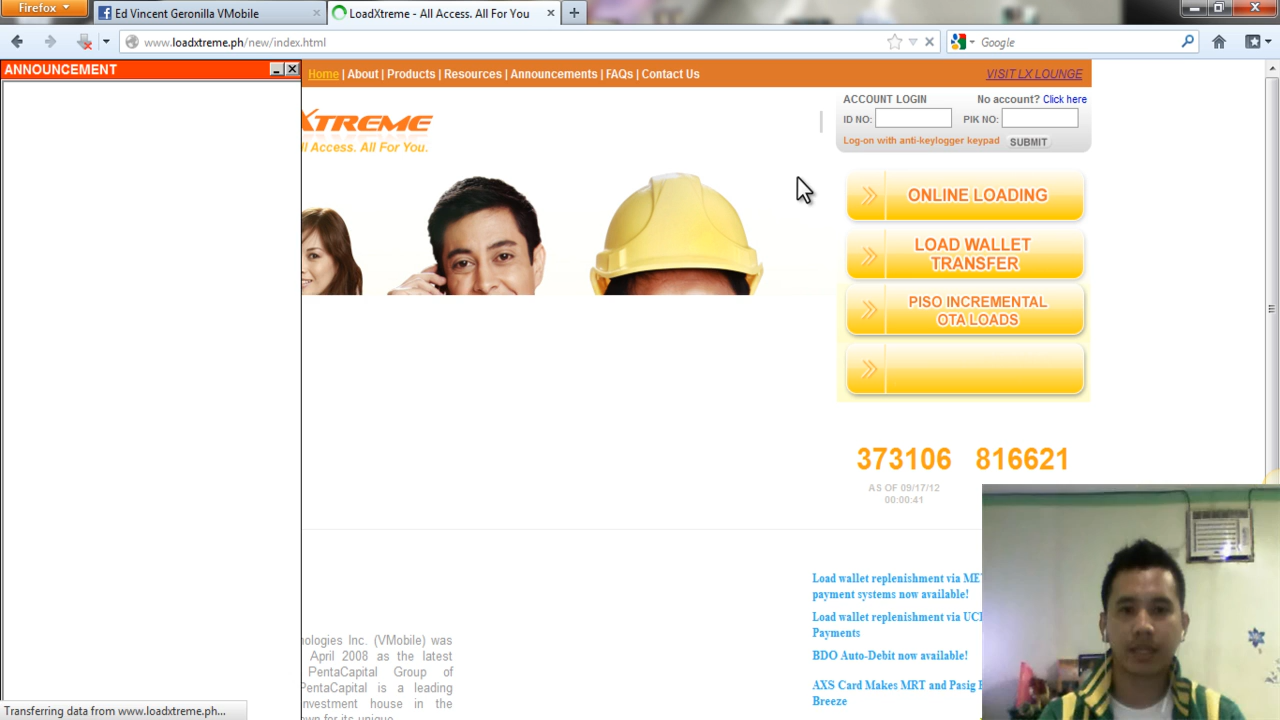 Firefox
Ed Vincent Geronilla VMobile
LoadXtreme - All Access. All For You
www.loadxtreme.ph/new/index.html
Google
ANNOUNCEMENT
Home | About | Products | Resources | Announcements | FAQs | Contact Us
VISIT LX LOUNGE
ACCOUNT LOGIN
No account? Click here
ID NO:
PIK NO:
Log-on with anti-keylogger keypad
SUBMIT
XTREME
All Access. All For You.
ONLINE LOADING
LOAD WALLET
TRANSFER
PISO INCREMENTAL
OTA LOADS
373106
816621
AS OF 09/17/12
00:00:41
Load wallet replenishment via
payment systems now available!
Load wallet replenishment via
Payments
BDO Auto-Debit now available!
AXS Card Makes MRT and Pasig
Breeze
Inc. (VMobile) was
April 2008 as the latest
PentaCapital Group of
PentaCapital is a leading
house in the
for its unique
Transferring data from www.loadxtreme.ph...